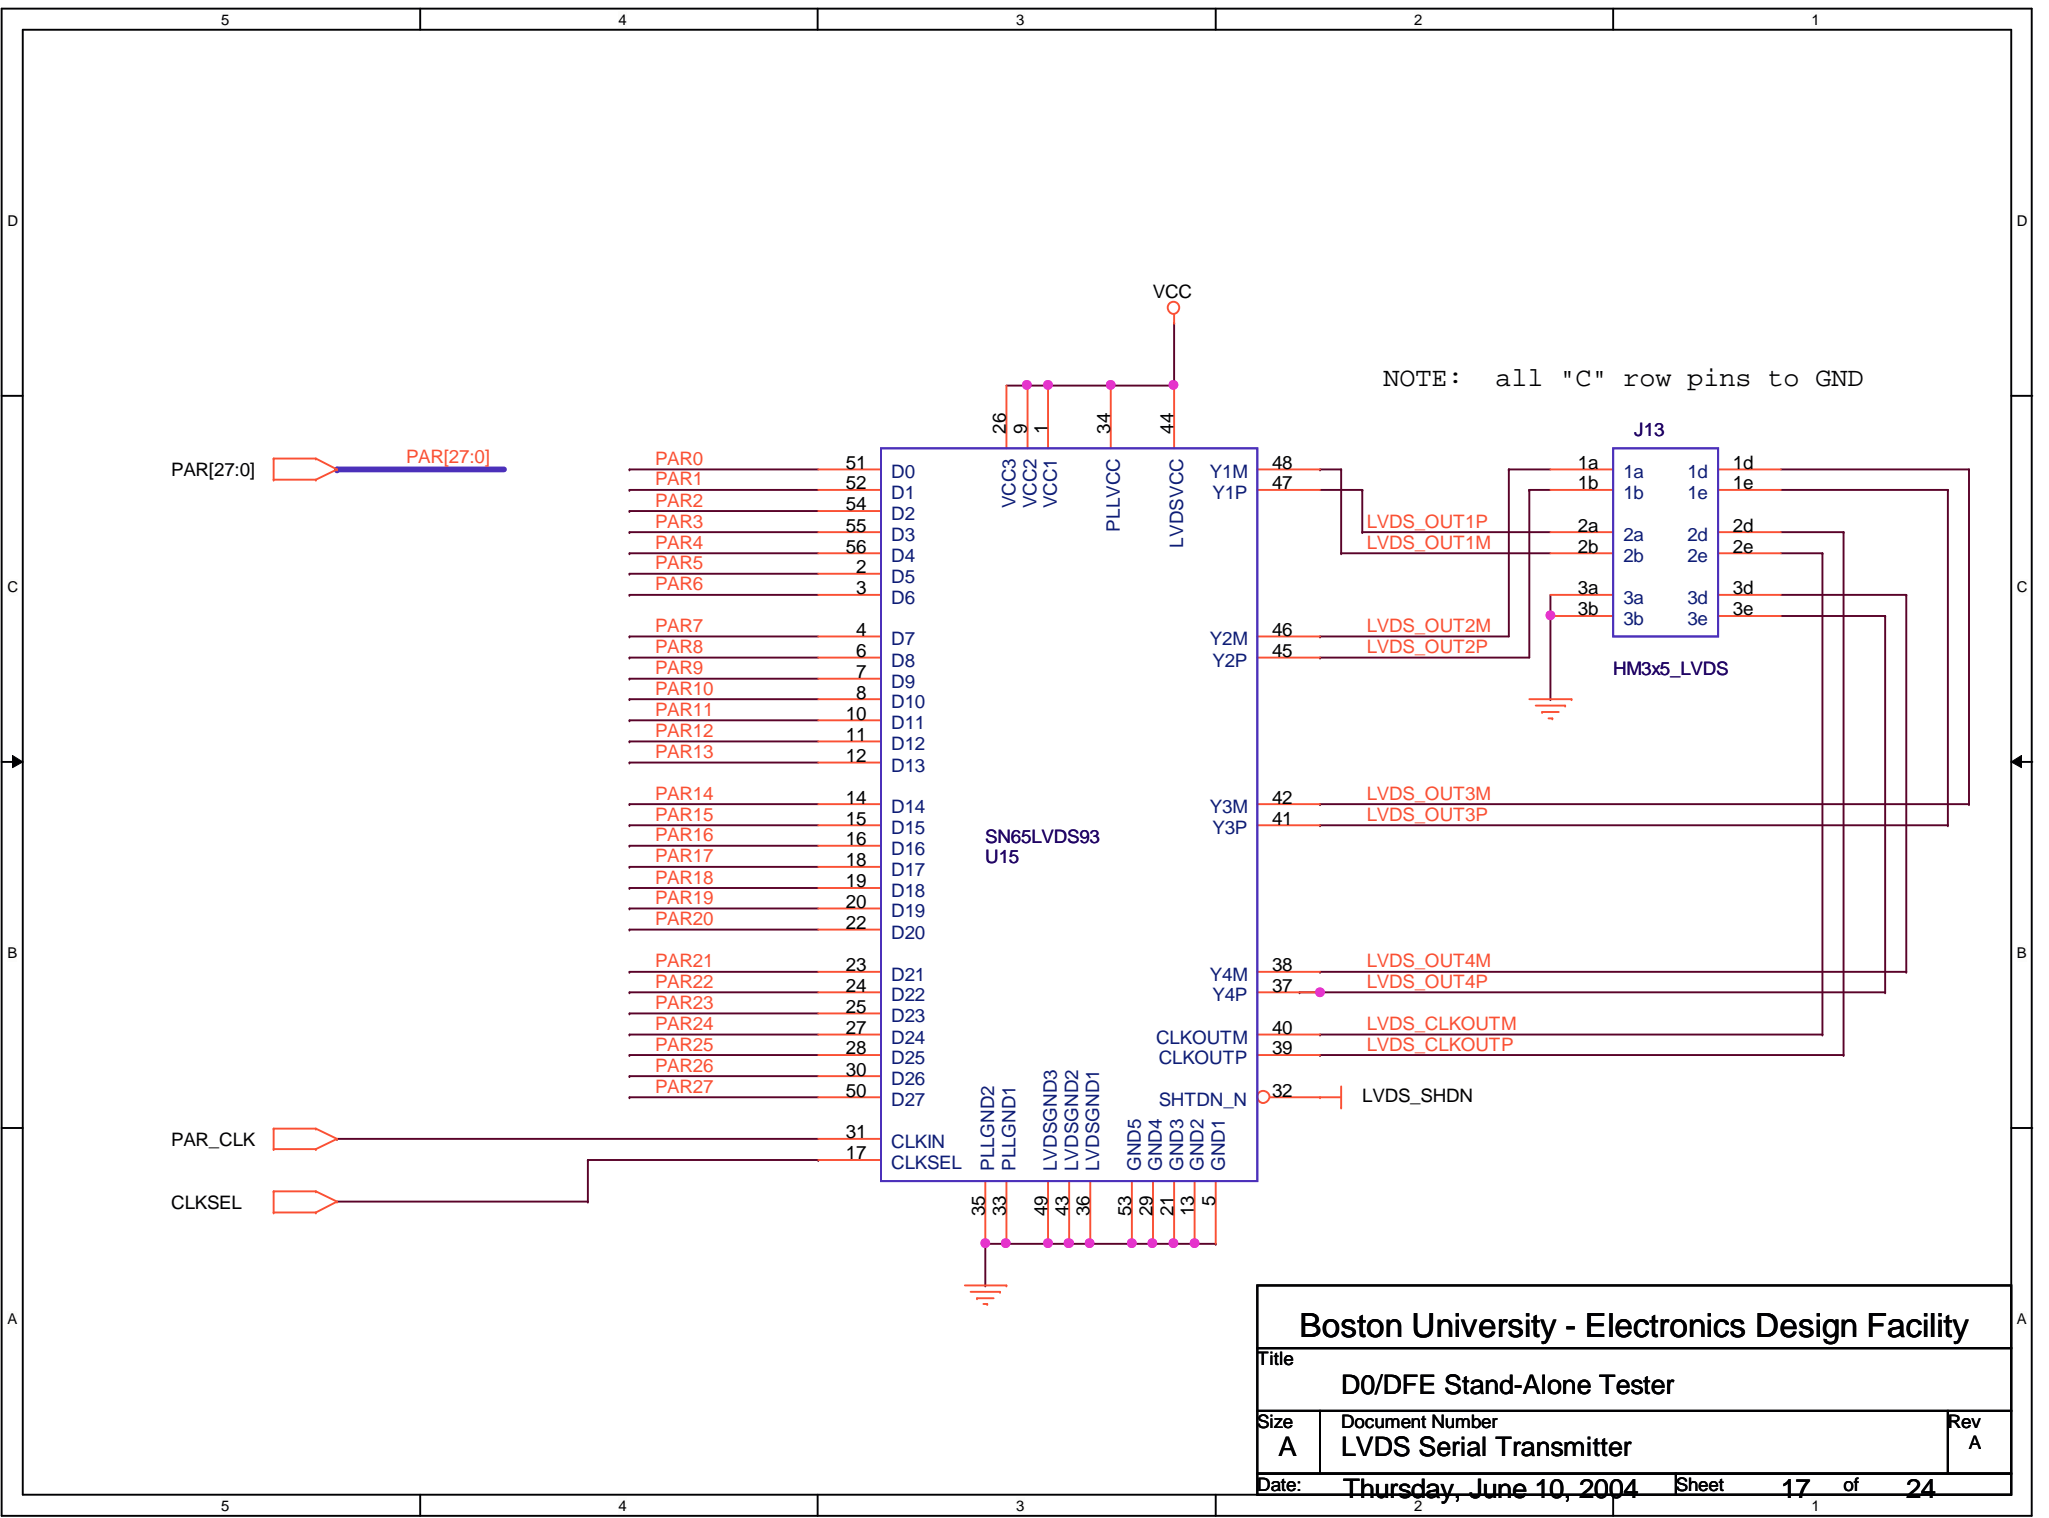 5 4 3 2 1
D D
VCC
NOTE: all "C" row pins to GND
C C
J13
PAR[27:0] PAR[27:0]
26 9 1 34 44
VCC3 VCC2 VCC1 PLLVCC LVDSVCC
PAR0 51 D0
PAR1 52 D1
PAR2 54 D2
PAR3 55 D3
PAR4 56 D4
PAR5 2 D5
PAR6 3 D6
PAR7 4 D7
PAR8 6 D8
PAR9 7 D9
PAR10 8 D10
PAR11 10 D11
PAR12 11 D12
PAR13 12 D13
PAR14 14 D14
PAR15 15 D15
PAR16 16 D16
PAR17 18 D17
PAR18 19 D18
PAR19 20 D19
PAR20 22 D20
PAR21 23 D21
PAR22 24 D22
PAR23 25 D23
PAR24 27 D24
PAR25 28 D25
PAR26 30 D26
PAR27 50 D27
PAR_CLK 31 CLKIN
CLKSEL 17 CLKSEL
SN65LVDS93
U15
Y1M 48
Y1P 47
LVDS_OUT1P
LVDS_OUT1M
Y2M 46 LVDS_OUT2M
Y2P 45 LVDS_OUT2P
Y3M 42 LVDS_OUT3M
Y3P 41 LVDS_OUT3P
Y4M 38 LVDS_OUT4M
Y4P 37 LVDS_OUT4P
CLKOUTM 40 LVDS_CLKOUTM
CLKOUTP 39 LVDS_CLKOUTP
SHTDN_N 32 LVDS_SHDN
1a 1a 1d 1d
1b 1b 1e 1e
2a 2a 2d 2d
2b 2b 2e 2e
3a 3a 3d 3d
3b 3b 3e 3e
HM3x5_LVDS
PLLGND2 PLLGND1 LVDSGND3 LVDSGND2 LVDSGND1 GND5 GND4 GND3 GND2 GND1
35 33 49 43 36 53 29 21 13 5
B B
A A
Boston University - Electronics Design Facility
Title
D0/DFE Stand-Alone Tester
Size Document Number Rev
A LVDS Serial Transmitter A
Date: Thursday, June 10, 2004 Sheet 17 of 24
5 4 3 2 1